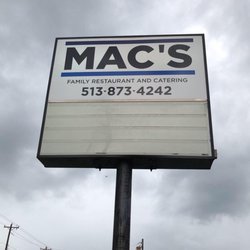 MAC'S
FAMILY RESTAURANT AND CATERING
513·873·4242